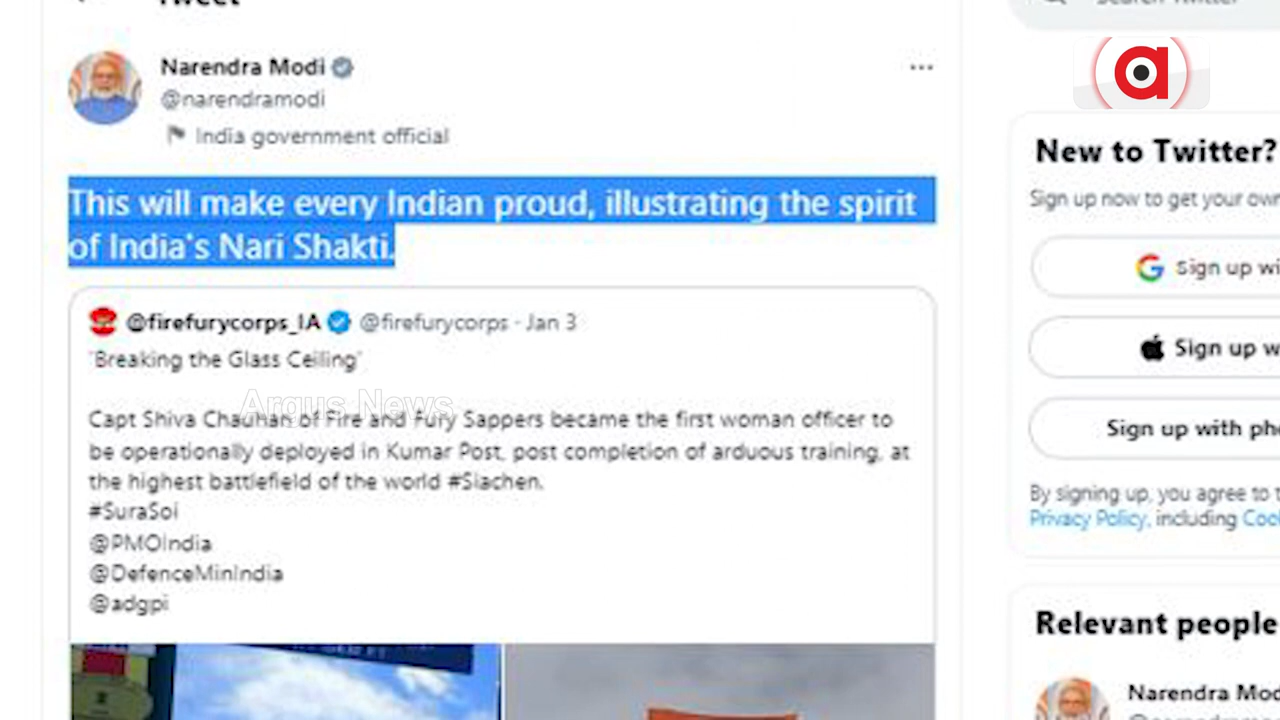 Tweet
Narendra Modi
@narendramodi
India government official
This will make every Indian proud, illustrating the spirit
of India's Nari Shakti.
@firefurycorps_IA @firefurycorps · Jan 3
'Breaking the Glass Ceiling'
Argus News
Capt Shiva Chauhan of Fire and Fury Sappers became the first woman officer to
be operationally deployed in Kumar Post, post completion of arduous training, at
the highest battlefield of the world #Siachen.
#SuraSoi
@PMOIndia
@DefenceMinIndia
@adgpi
Search Twitter
a
New to Twitter?
Sign up now to get your own
Sign up wi
Sign up w
Sign up with pho
By signing up, you agree to t
Privacy Policy, including Coo
Relevant people
Narendra Mod